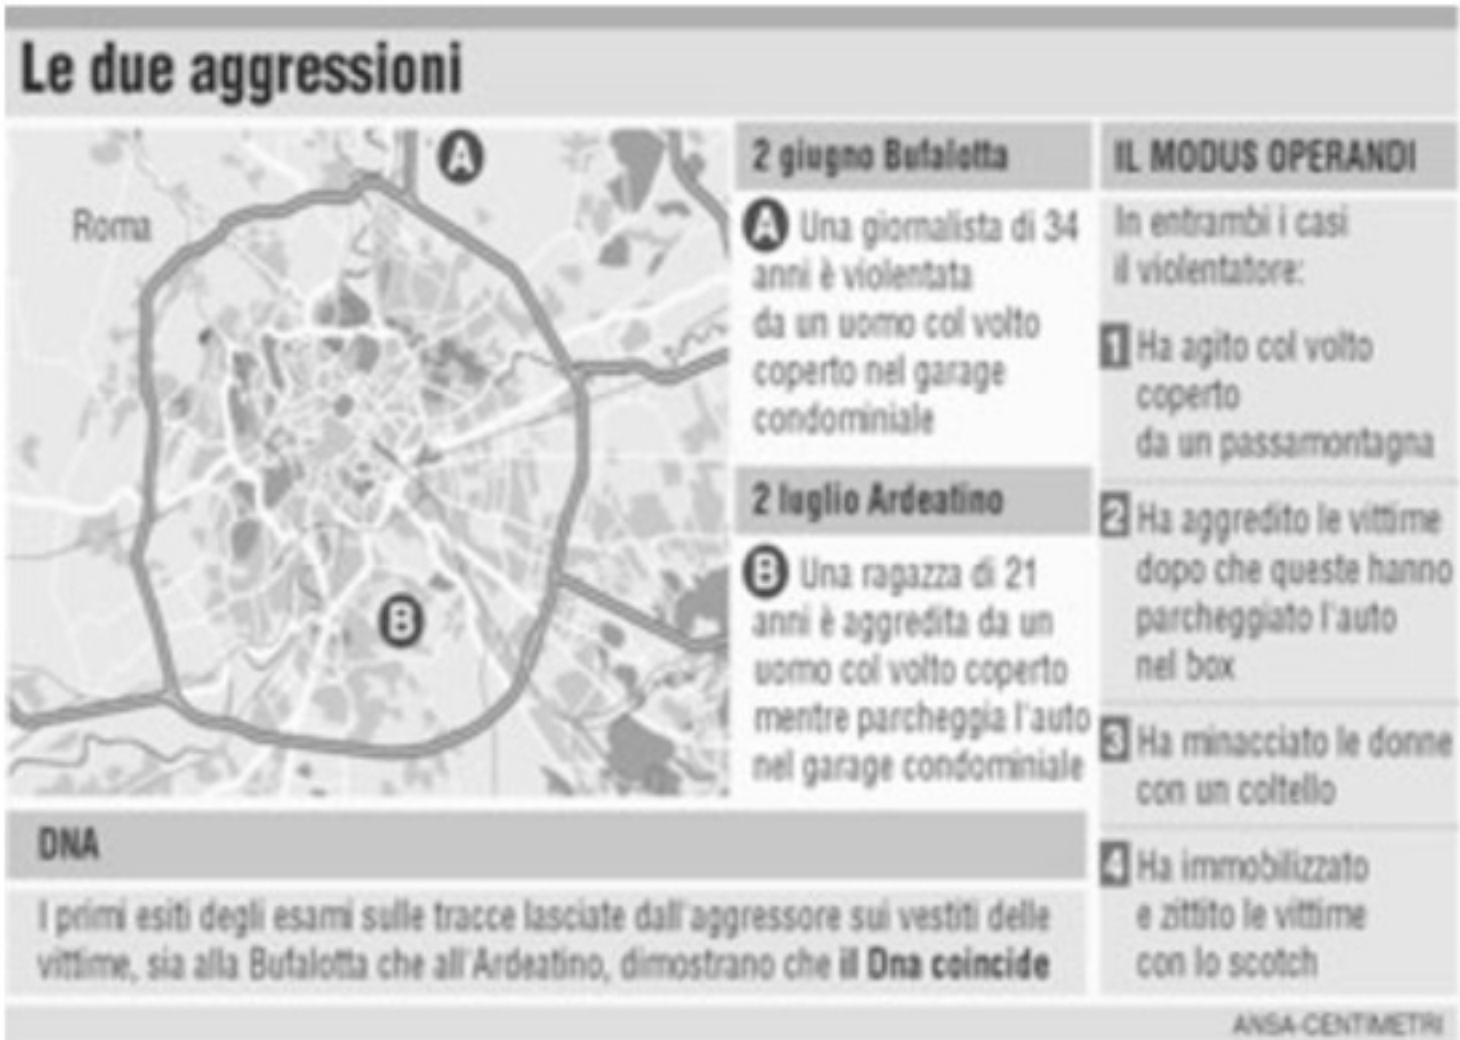 Le due aggressioni
Roma
A
B
2 giugno Bufalotta
A Una giornalista di 34
anni è violentata
da un uomo col volto
coperto nel garage
condominiale
2 luglio Ardeatino
B Una ragazza di 21
anni è aggredita da un
uomo col volto coperto
mentre parcheggia l'auto
nel garage condominiale
IL MODUS OPERANDI
In entrambi i casi
il violentatore:
1 Ha agito col volto
coperto
da un passamontagna
2 Ha aggredito le vittime
dopo che queste hanno
parcheggiato l'auto
nel box
3 Ha minacciato le donne
con un coltello
4 Ha immobilizzato
e zittito le vittime
con lo scotch
DNA
I primi esiti degli esami sulle tracce lasciate dall'aggressore sui vestiti delle
vittime, sia alla Bufalotta che all'Ardeatino, dimostrano che il Dna coincide
ANSA-CENTIMETRI